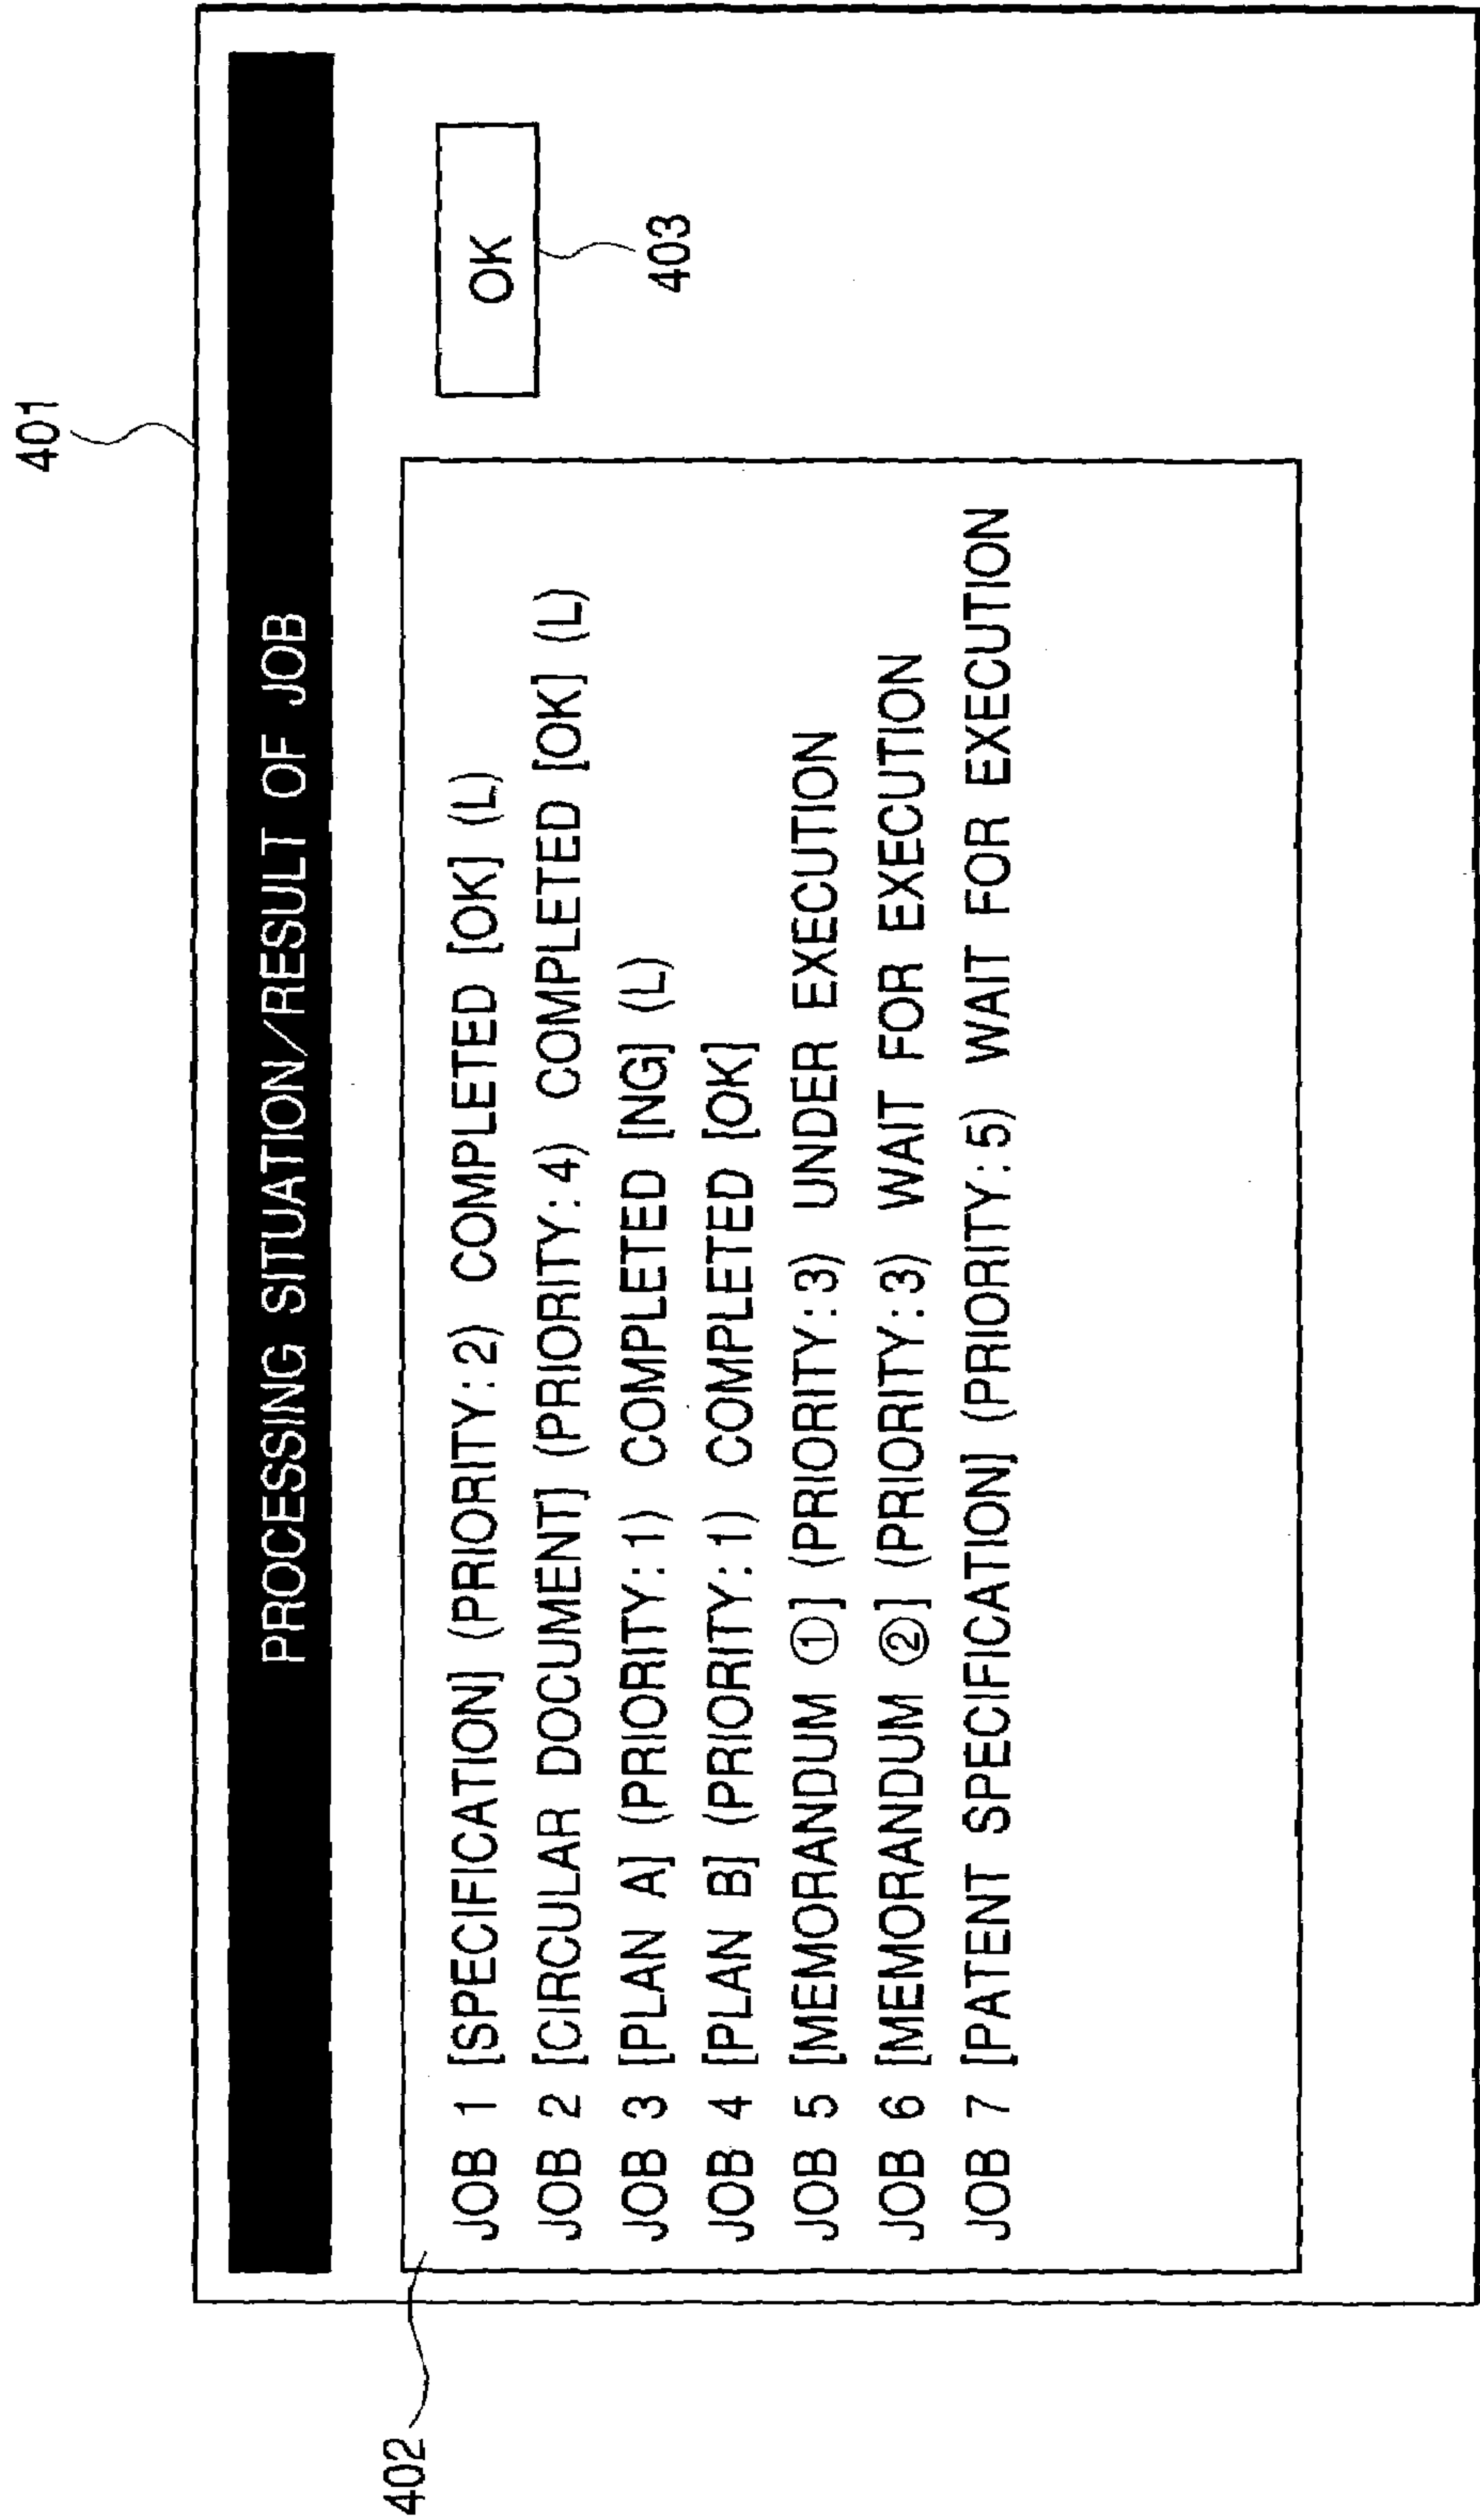 401
PROCESSING SITUATION/RESULT OF JOB
402
JOB 1 [SPECIFICATION] (PRIORITY:2) COMPLETED [OK] (L)
JOB 2 [CIRCULAR DOCUMENT] (PRIORITY:4) COMPLETED [OK] (L)
JOB 3 [PLAN A] (PRIORITY:1) COMPLETED [NG] (L)
JOB 4 [PLAN B] (PRIORITY:1) COMPLETED [OK]
JOB 5 [MEMORANDUM ①] (PRIORITY:3) UNDER EXECUTION
JOB 6 [MEMORANDUM ②] (PRIORITY:3) WAIT FOR EXECUTION
JOB 7 [PATENT SPECIFICATION] (PRIORITY:5) WAIT FOR EXECUTION
OK
403